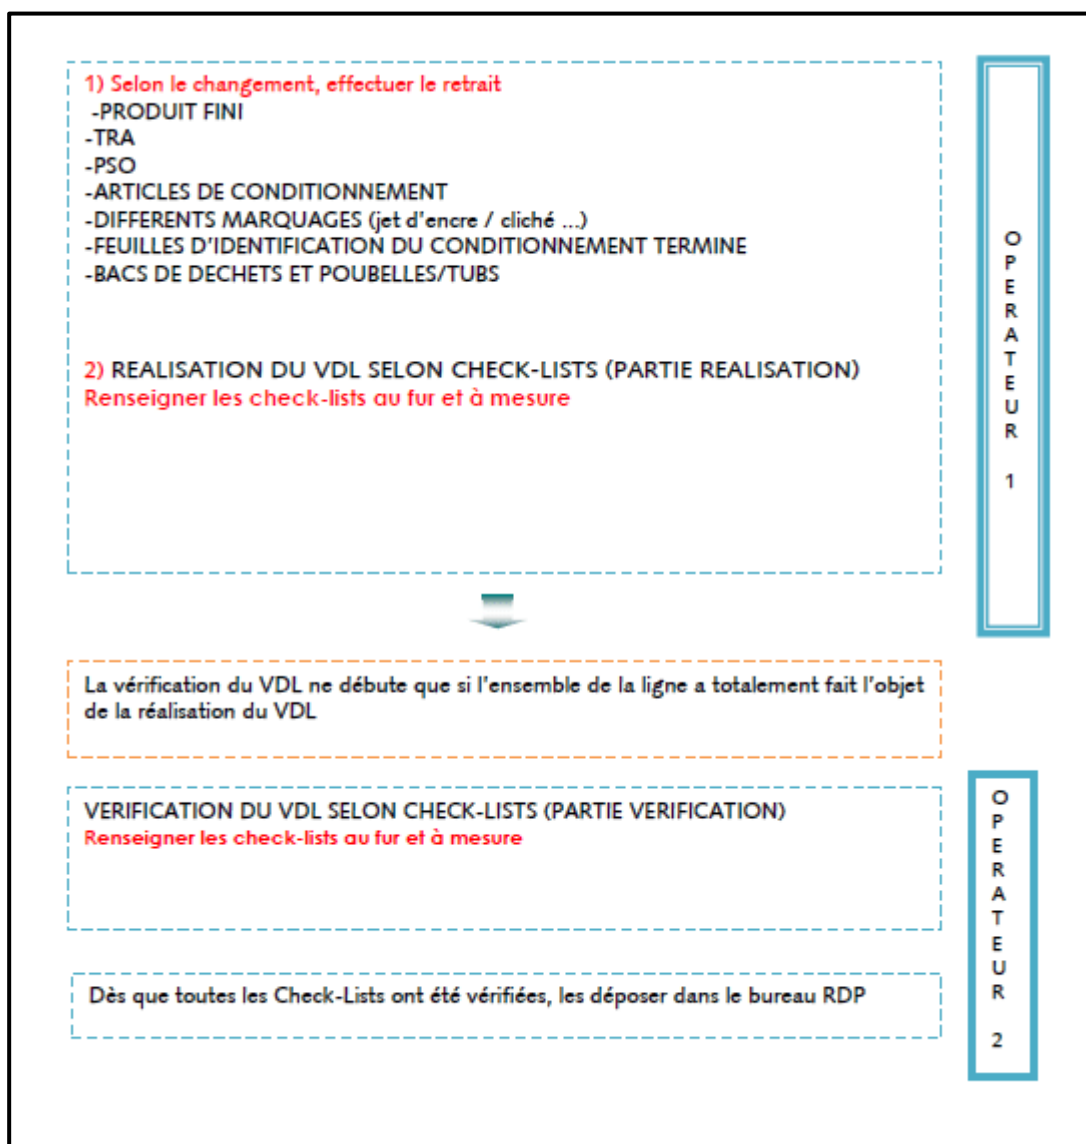 1) Selon le changement, effectuer le retrait
-PRODUIT FINI
-TRA
-PSO
-ARTICLES DE CONDITIONNEMENT
-DIFFERENTS MARQUAGES (jet d'encre / cliché ...)
-FEUILLES D'IDENTIFICATION DU CONDITIONNEMENT TERMINE
-BACS DE DECHETS ET POUBELLES/TUBS
2) REALISATION DU VDL SELON CHECK-LISTS (PARTIE REALISATION)
Renseigner les check-lists au fur et à mesure
OPERATEUR 1
La vérification du VDL ne débute que si l'ensemble de la ligne a totalement fait l'objet
de la réalisation du VDL
VERIFICATION DU VDL SELON CHECK-LISTS (PARTIE VERIFICATION)
Renseigner les check-lists au fur et à mesure
Dès que toutes les Check-Lists ont été vérifiées, les déposer dans le bureau RDP
OPERATEUR 2